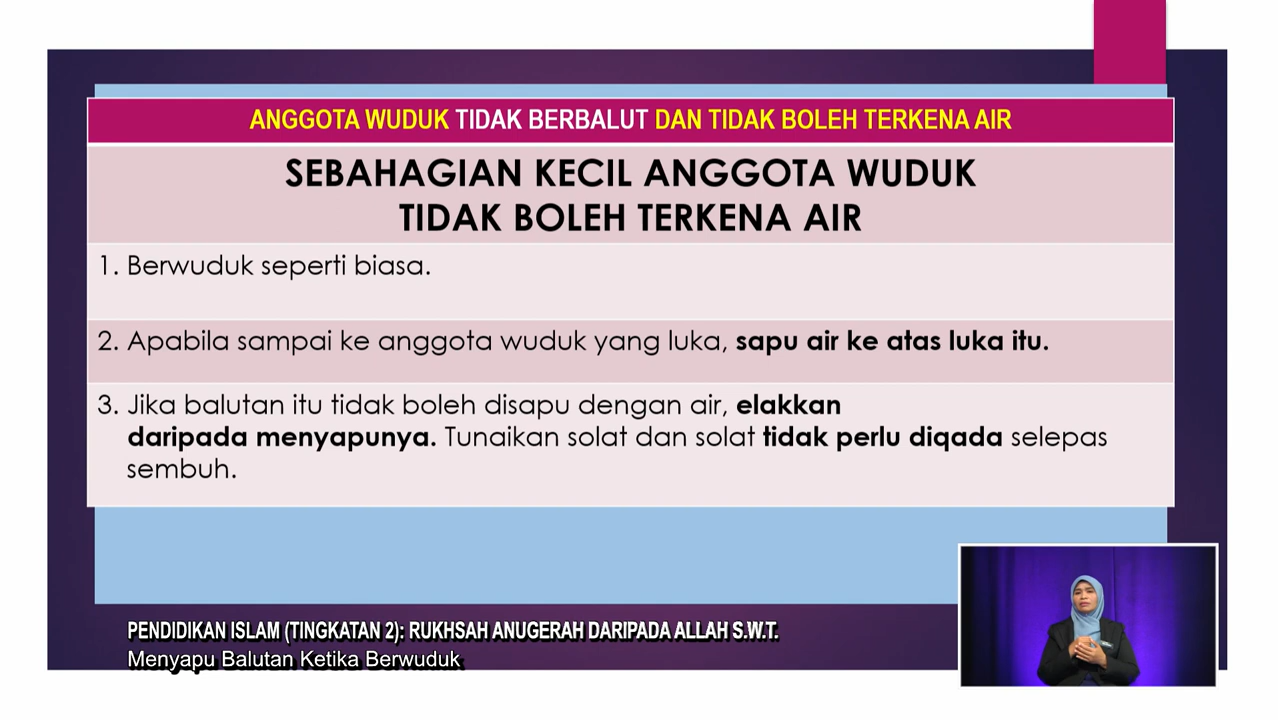 ANGGOTA WUDUK TIDAK BERBALUT DAN TIDAK BOLEH TERKENA AIR
SEBAHAGIAN KECIL ANGGOTA WUDUK
TIDAK BOLEH TERKENA AIR
1. Berwuduk seperti biasa.
2. Apabila sampai ke anggota wuduk yang luka, sapu air ke atas luka itu.
3. Jika balutan itu tidak boleh disapu dengan air, elakkan
daripada menyapunya. Tunaikan solat dan solat tidak perlu diqada selepas
sembuh.
PENDIDIKAN ISLAM (TINGKATAN 2): RUKHSAH ANUGERAH DARIPADA ALLAH S.W.T.
Menyapu Balutan Ketika Berwuduk